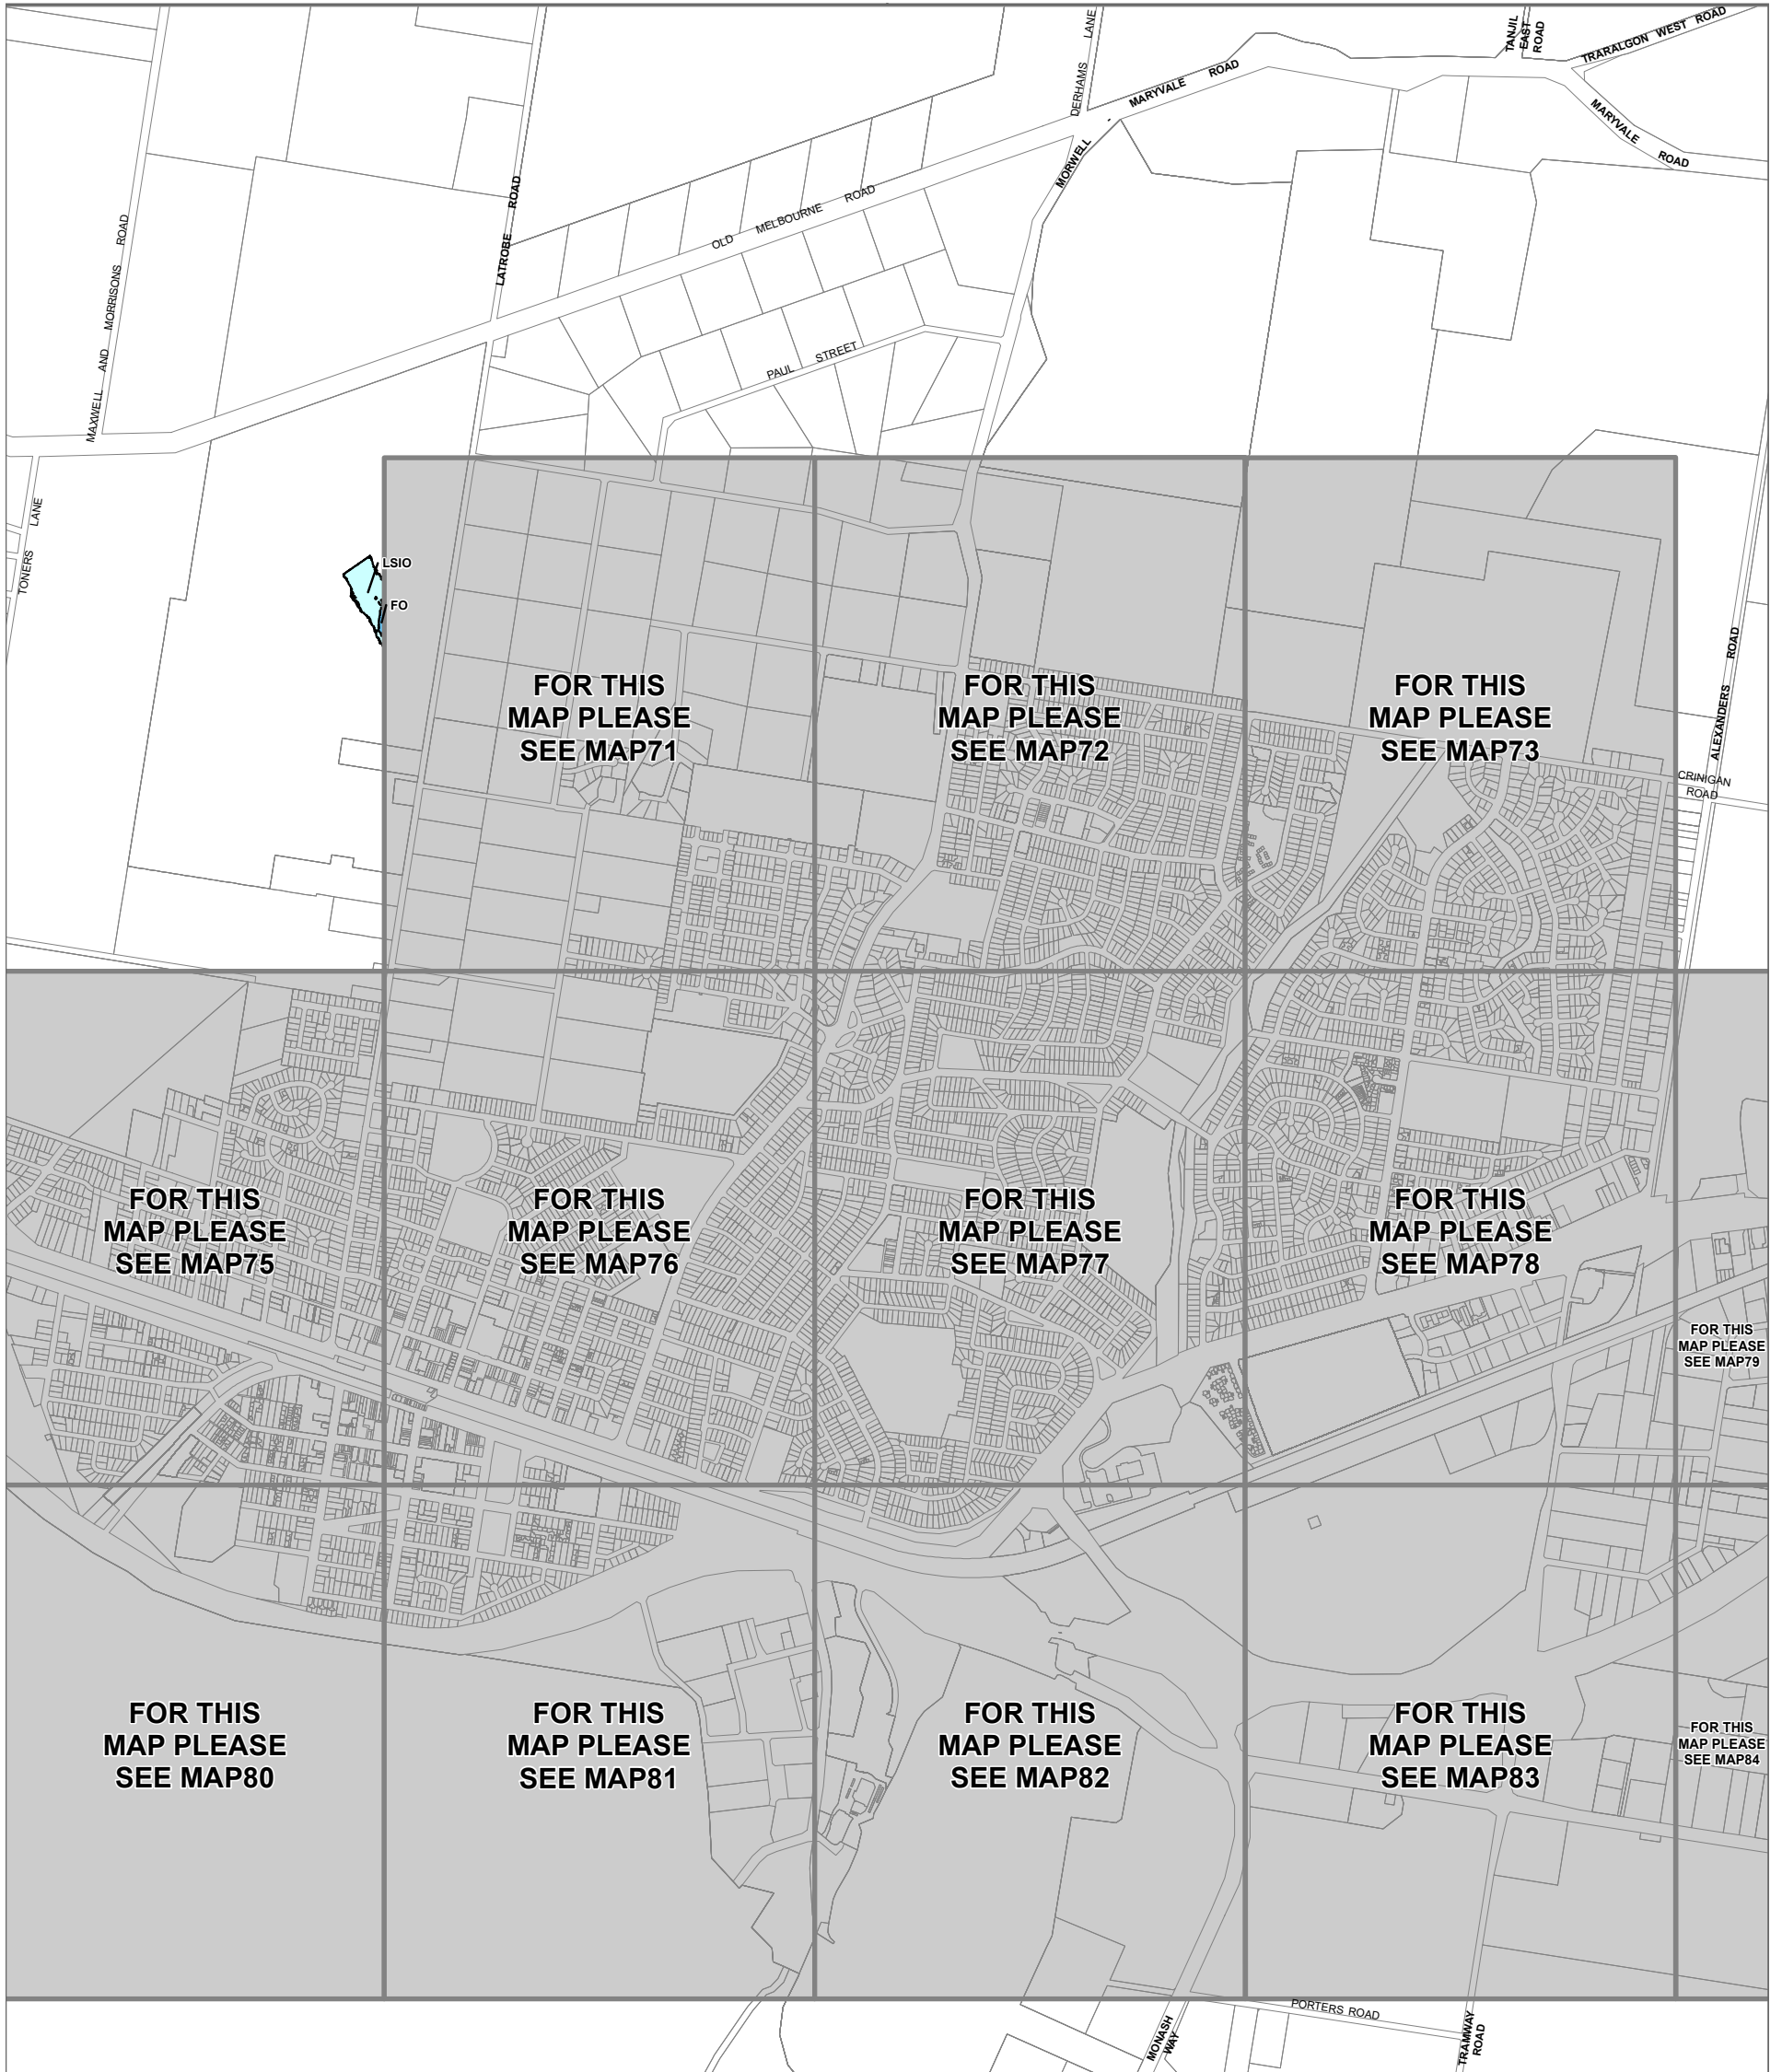 TANJIL
EAST
ROAD
TRARALGON WEST ROAD
DERHAMS LANE
MARYVALE ROAD
MARYVALE ROAD
MORWELL
LATROBE ROAD
OLD MELBOURNE ROAD
MAXWELL AND MORRISONS ROAD
PAUL STREET
TONERS LANE
LSIO
FO
ALEXANDERS ROAD
FOR THIS
MAP PLEASE
SEE MAP71
FOR THIS
MAP PLEASE
SEE MAP72
FOR THIS
MAP PLEASE
SEE MAP73
CRINIGAN
ROAD
FOR THIS
MAP PLEASE
SEE MAP75
FOR THIS
MAP PLEASE
SEE MAP76
FOR THIS
MAP PLEASE
SEE MAP77
FOR THIS
MAP PLEASE
SEE MAP78
FOR THIS
MAP PLEASE
SEE MAP79
FOR THIS
MAP PLEASE
SEE MAP80
FOR THIS
MAP PLEASE
SEE MAP81
FOR THIS
MAP PLEASE
SEE MAP82
FOR THIS
MAP PLEASE
SEE MAP83
FOR THIS
MAP PLEASE
SEE MAP84
PORTERS ROAD
MONASH
WAY
TRAMWAY
ROAD